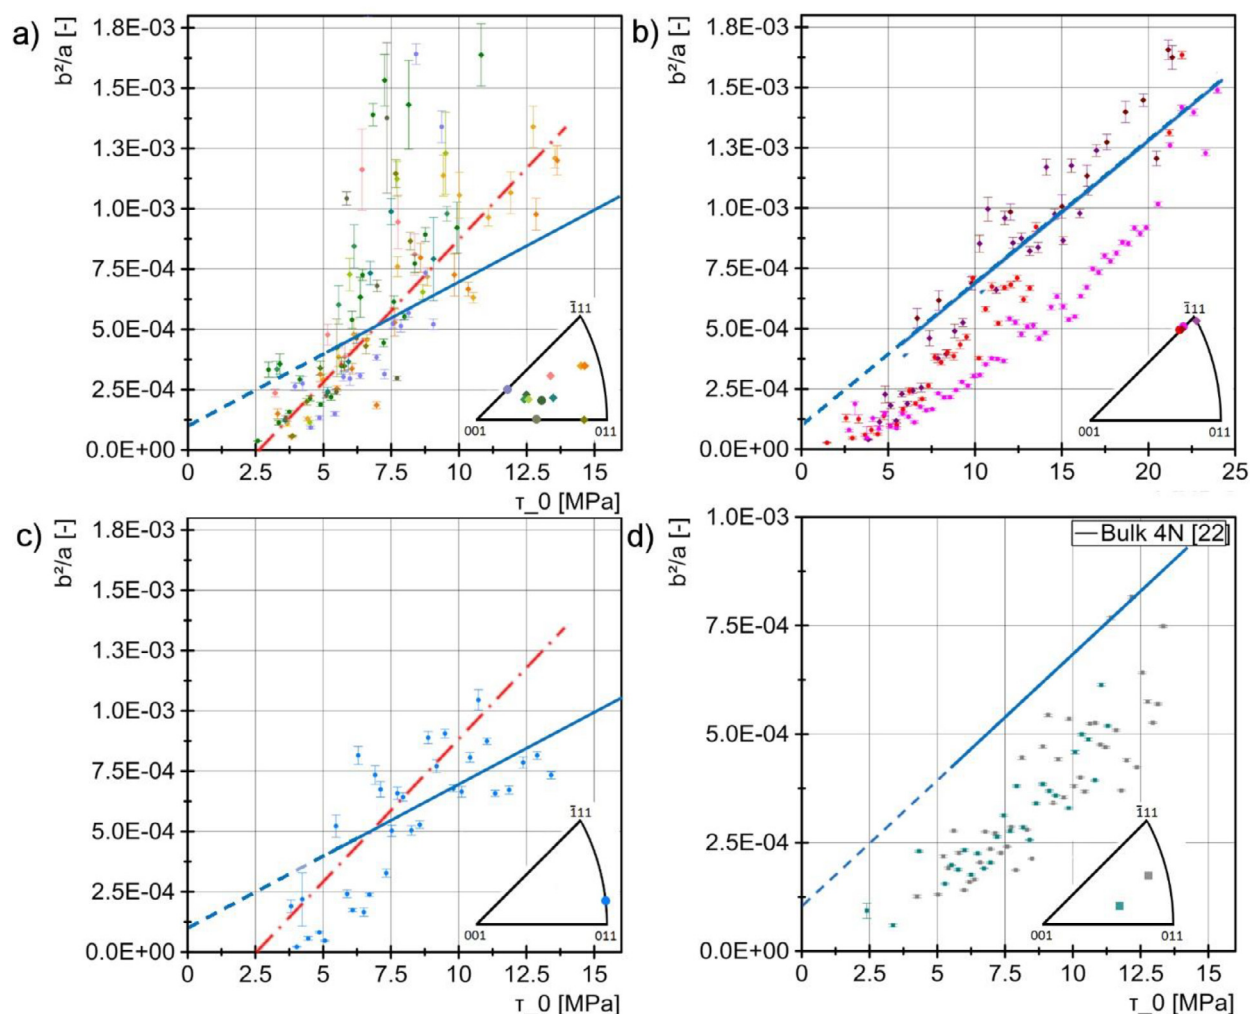 a)
b²/a [-]
1.8E-03
1.5E-03
1.3E-03
1.0E-03
7.5E-04
5.0E-04
2.5E-04
0.0E+00
0 2.5 5.0 7.5 10 12.5 15
τ_0 [MPa]
1̄11
001 011
b)
b²/a [-]
1.8E-03
1.5E-03
1.3E-03
1.0E-03
7.5E-04
5.0E-04
2.5E-04
0.0E+00
0 5 10 15 20 25
1̄11
001 011
c)
b²/a [-]
1.8E-03
1.5E-03
1.3E-03
1.0E-03
7.5E-04
5.0E-04
2.5E-04
0.0E+00
0 2.5 5.0 7.5 10 12.5 15
τ_0 [MPa]
1̄11
001 011
d)
b²/a [-]
Bulk 4N [22]
1.0E-03
7.5E-04
5.0E-04
2.5E-04
0.0E+00
0 2.5 5.0 7.5 10 12.5 15
τ_0 [MPa]
1̄11
001 011